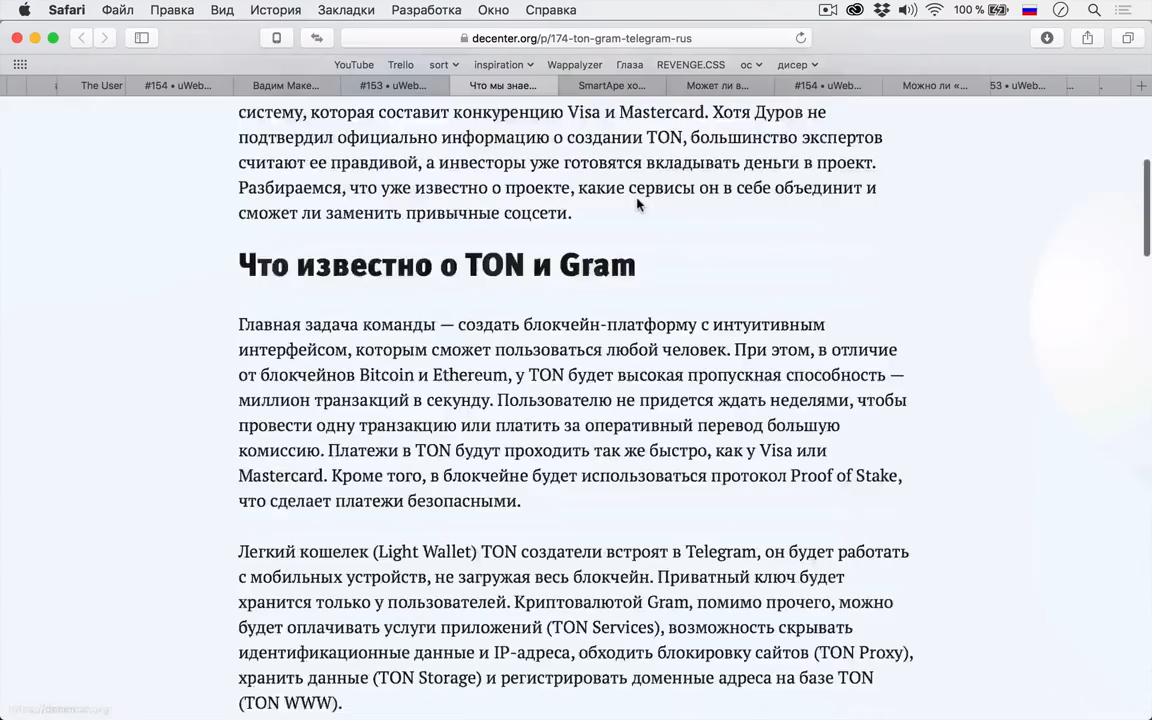 Safari Файл Правка Вид История Закладки Разработка Окно Справка 100 %
decenter.org/p/174-ton-gram-telegram-rus
YouTube Trello sort inspiration Wappalyzer Глаза REVENGE.CSS ос дисер
The User #154 • uWeb... Вадим Маке... #153 • uWeb... Что мы знае... SmartApe хо... Может ли в... #154 • uWeb... Можно ли «... 53 • uWeb... ... .
систему, которая составит конкуренцию Visa и Mastercard. Хотя Дуров не
подтвердил официально информацию о создании TON, большинство экспертов
считают ее правдивой, а инвесторы уже готовятся вкладывать деньги в проект.
Разбираемся, что уже известно о проекте, какие сервисы он в себе объединит и
сможет ли заменить привычные соцсети.
Что известно о TON и Gram
Главная задача команды — создать блокчейн-платформу с интуитивным
интерфейсом, которым сможет пользоваться любой человек. При этом, в отличие
от блокчейнов Bitcoin и Ethereum, у TON будет высокая пропускная способность —
миллион транзакций в секунду. Пользователю не придется ждать неделями, чтобы
провести одну транзакцию или платить за оперативный перевод большую
комиссию. Платежи в TON будут проходить так же быстро, как у Visa или
Mastercard. Кроме того, в блокчейне будет использоваться протокол Proof of Stake,
что сделает платежи безопасными.
Легкий кошелек (Light Wallet) TON создатели встроят в Telegram, он будет работать
с мобильных устройств, не загружая весь блокчейн. Приватный ключ будет
хранится только у пользователей. Криптовалютой Gram, помимо прочего, можно
будет оплачивать услуги приложений (TON Services), возможность скрывать
идентификационные данные и IP-адреса, обходить блокировку сайтов (TON Proxy),
хранить данные (TON Storage) и регистрировать доменные адреса на базе TON
(TON WWW).